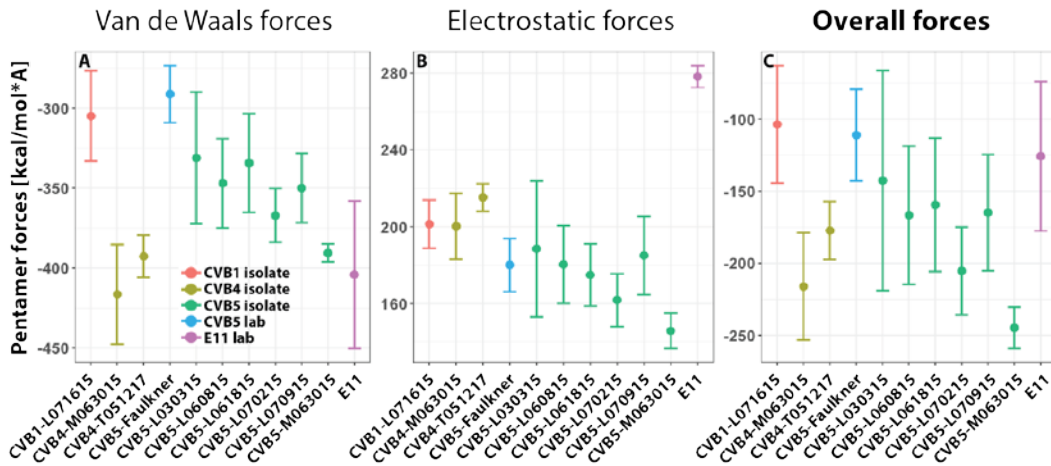 Van de Waals forces
Electrostatic forces
Overall forces
Pentamer forces [kcal/mol*A]
A
-300
-350
-400
-450
CVB1 isolate
CVB4 isolate
CVB5 isolate
CVB5 lab
E11 lab
CVB1-L071615
CVB4-M063015
CVB4-T051217
CVB5-Faulkner
CVB5-L030315
CVB5-L060815
CVB5-L061815
CVB5-L070215
CVB5-L070915
CVB5-M063015
E11
B
280
240
200
160
CVB1-L071615
CVB4-M063015
CVB4-T051217
CVB5-Faulkner
CVB5-L030315
CVB5-L060815
CVB5-L061815
CVB5-L070215
CVB5-L070915
CVB5-M063015
E11
C
-100
-150
-200
-250
CVB1-L071615
CVB4-M063015
CVB4-T051217
CVB5-Faulkner
CVB5-L030315
CVB5-L060815
CVB5-L061815
CVB5-L070215
CVB5-L070915
CVB5-M063015
E11